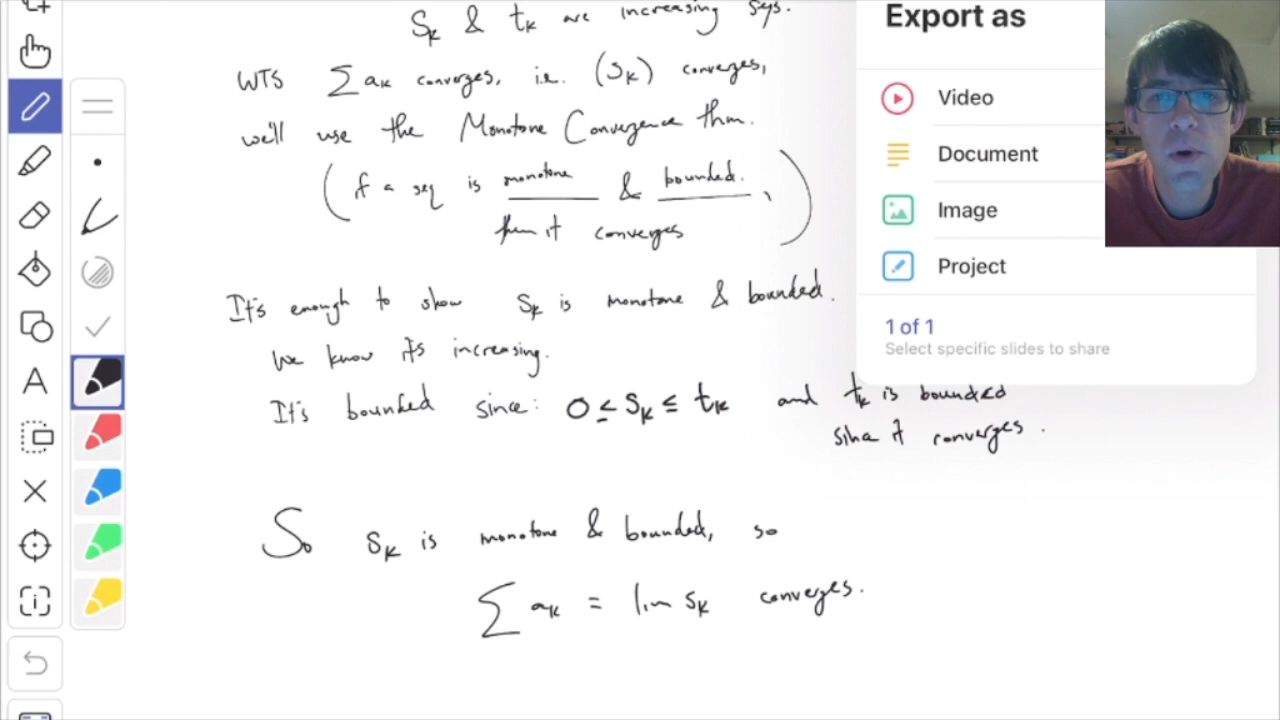 Sk & tk are increasing sqs.
WTS ∑ ak converges, i.e. (Sk) converges,
we'll use the Monotone Convergence thm.
(if a seq is monotone & bounded,
then it converges)
It's enough to show Sk is monotone & bounded.
We know it's increasing.
It's bounded since: 0 ≤ Sk ≤ tk and tk is bounded
since it converges.
So Sk is monotone & bounded, so
∑ ak = lim Sk converges.
Export as
Video
Document
Image
Project
1 of 1
Select specific slides to share
A